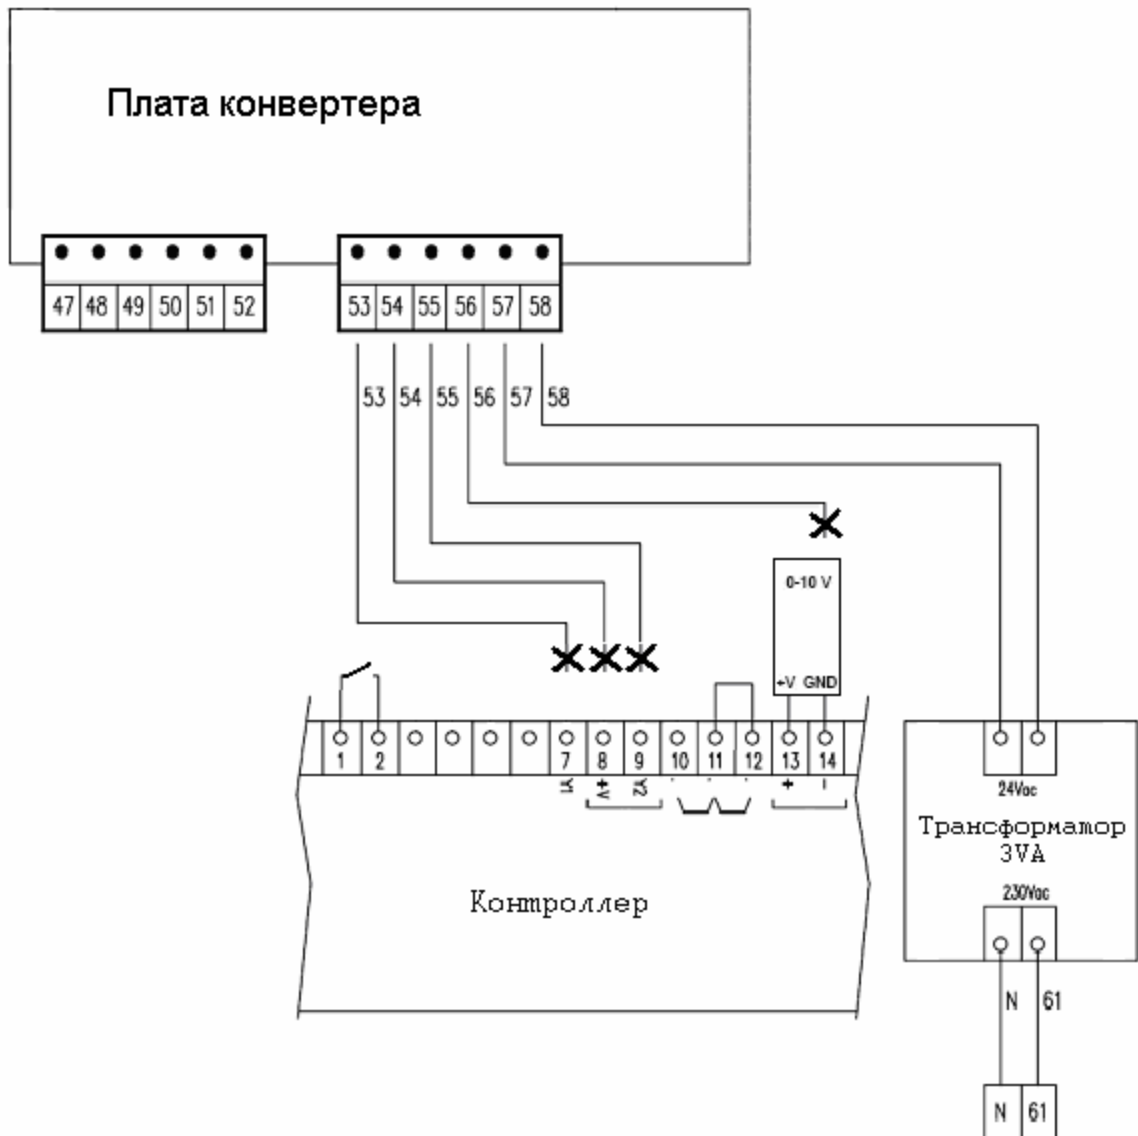 Плата конвертера
47 48 49 50 51 52
53 54 55 56 57 58
53 54 55 56 57 58
0-10 V
+V GND
1 2 7 8 9 10 11 12 13 14
Y1 +V Y2 + -
24Vac
Трансформатор
3VA
230Vac
Контроллер
N 61
N 61